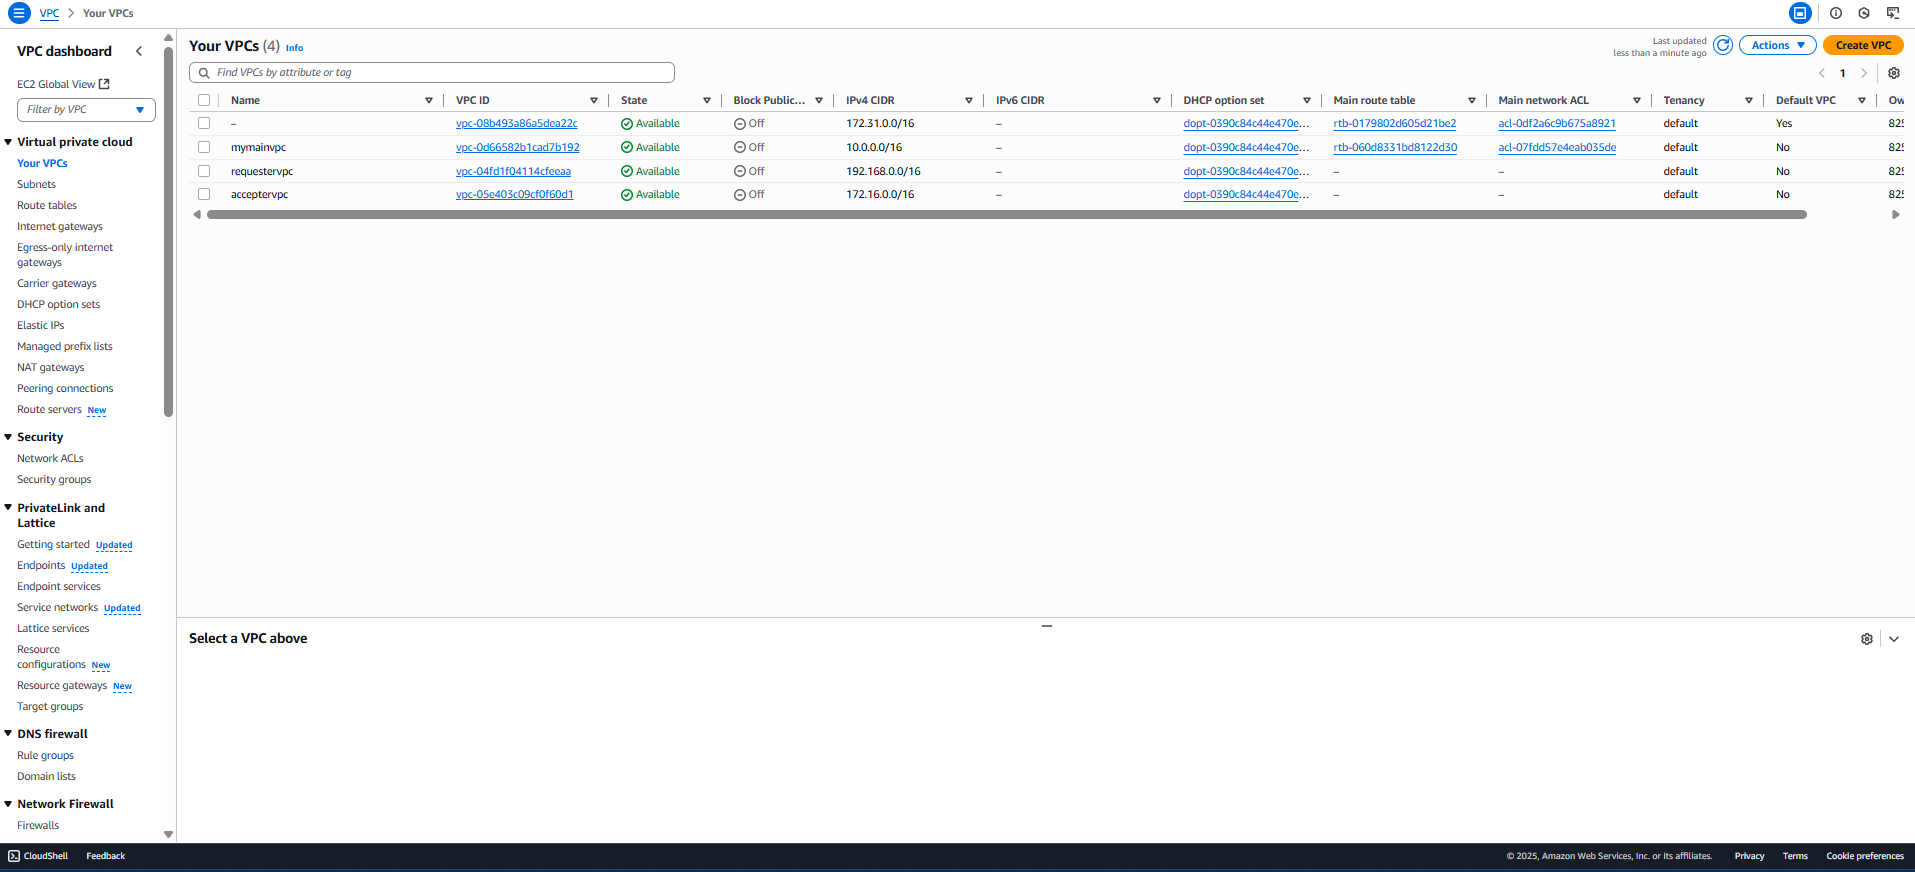 VPC > Your VPCs
VPC dashboard
EC2 Global View
Filter by VPC
Virtual private cloud
Your VPCs
Subnets
Route tables
Internet gateways
Egress-only internet
gateways
Carrier gateways
DHCP option sets
Elastic IPs
Managed prefix lists
NAT gateways
Peering connections
Route servers New
Security
Network ACLs
Security groups
PrivateLink and
Lattice
Getting started Updated
Endpoints Updated
Endpoint services
Service networks Updated
Lattice services
Resource
configurations New
Resource gateways New
Target groups
DNS firewall
Rule groups
Domain lists
Network Firewall
Firewalls
Your VPCs (4) Info
Last updated
less than a minute ago
Actions
Create VPC
Find VPCs by attribute or tag
1
Name VPC ID State Block Public... IPv4 CIDR IPv6 CIDR DHCP option set Main route table Main network ACL Tenancy Default VPC Ow
– vpc-08b493a86a5dea22c Available Off 172.31.0.0/16 – dopt-0390c84c44e470e... rtb-0179802d605d21be2 acl-0df2a6c9b675a8921 default Yes 825
mymainvpc vpc-0d66582b1cad7b192 Available Off 10.0.0.0/16 – dopt-0390c84c44e470e... rtb-060d8331bd8122d30 acl-07fdd57e4eab035de default No 825
requestervpc vpc-04fd1f04114cfeeaa Available Off 192.168.0.0/16 – dopt-0390c84c44e470e... – – default No 825
acceptervpc vpc-05e403c09cf0f60d1 Available Off 172.16.0.0/16 – dopt-0390c84c44e470e... – – default No 825
Select a VPC above
CloudShell Feedback © 2025, Amazon Web Services, Inc. or its affiliates. Privacy Terms Cookie preferences